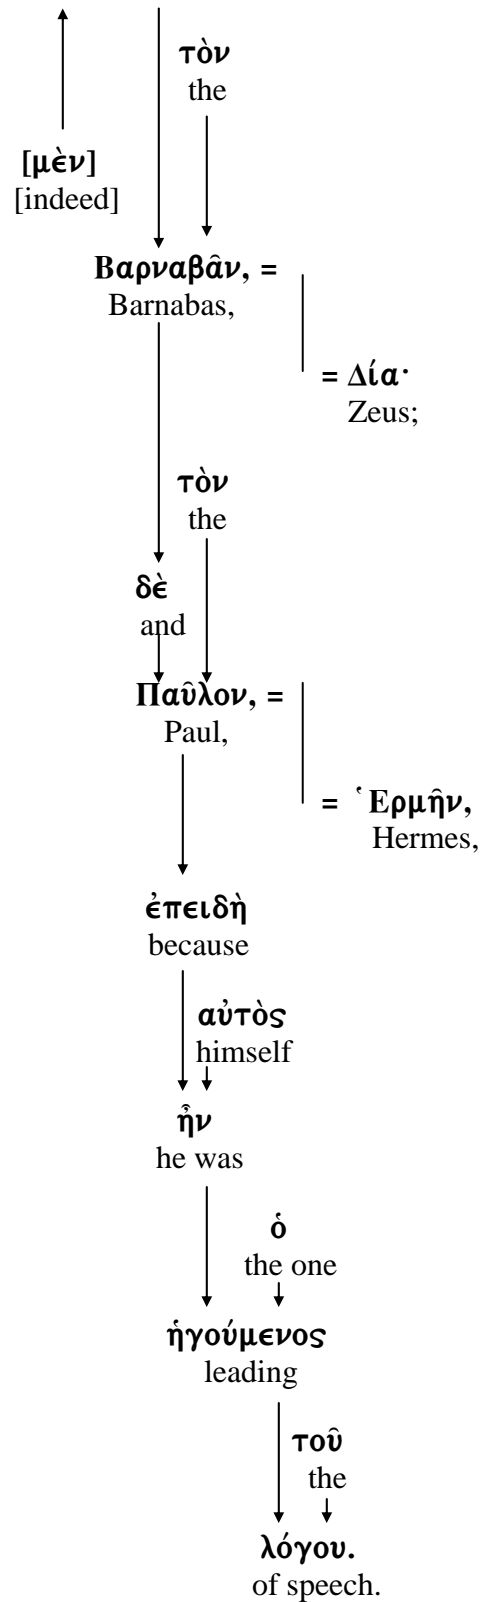 τὸν
the
[μὲν]
[indeed]
Βαρναβᾶν, =
Barnabas,
= Δία·
Zeus;
τὸν
the
δὲ
and
Παῦλον, =
Paul,
= Ἑρμῆν,
Hermes,
ἐπειδὴ
because
αὐτὸς
himself
ἦν
he was
ὁ
the one
ἡγούμενος
leading
τοῦ
the
λόγου.
of speech.